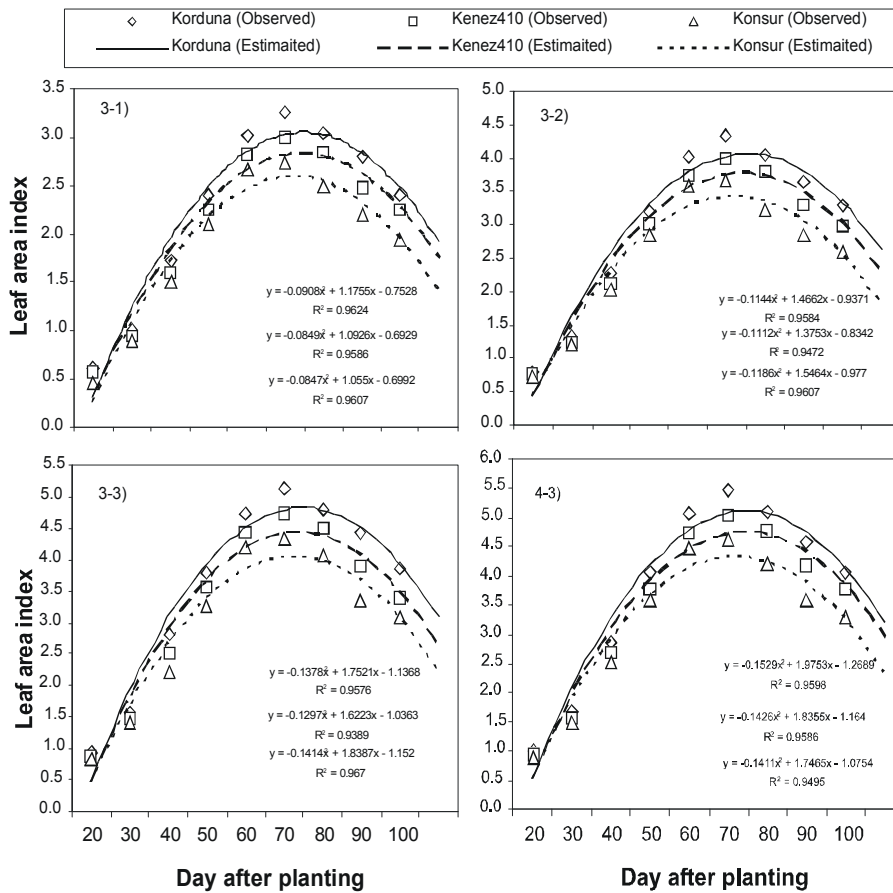 Korduna (Observed) Kenez410 (Observed) Konsur (Observed)
Korduna (Estimaited) Kenez410 (Estimaited) Konsur (Estimaited)
3-1)
Leaf area index
3.5
3.0
2.5
2.0
1.5
1.0
0.5
0.0
y = -0.0908x² + 1.1755x - 0.7528
R² = 0.9624
y = -0.0849x² + 1.0926x - 0.6929
R² = 0.9586
y = -0.0847x² + 1.055x - 0.6992
R² = 0.9607
3-2)
5.0
4.5
4.0
3.5
3.0
2.5
2.0
1.5
1.0
0.5
0.0
y = -0.1144x² + 1.4662x - 0.9371
R² = 0.9584
y = -0.1112x² + 1.3753x - 0.8342
R² = 0.9472
y = -0.1186x² + 1.5464x - 0.977
R² = 0.9607
3-3)
Leaf area index
5.5
5.0
4.5
4.0
3.5
3.0
2.5
2.0
1.5
1.0
0.5
0.0
y = -0.1378x² + 1.7521x - 1.1368
R² = 0.9576
y = -0.1297x² + 1.6223x - 1.0363
R² = 0.9389
y = -0.1414x² + 1.8387x - 1.152
R² = 0.967
20 30 40 50 60 70 80 90 100
Day after planting
4-3)
6.0
5.5
5.0
4.5
4.0
3.5
3.0
2.5
2.0
1.5
1.0
0.5
0.0
y = -0.1529x² + 1.9753x - 1.2689
R² = 0.9598
y = -0.1426x² + 1.8355x - 1.164
R² = 0.9586
y = -0.1411x² + 1.7465x - 1.0754
R² = 0.9495
20 30 40 50 60 70 80 90 100
Day after planting